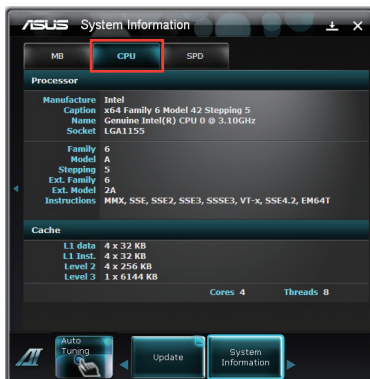 ASUS System Information
MB CPU SPD
Processor
Manufacture Intel
Caption x64 Family 6 Model 42 Stepping 5
Name Genuine Intel(R) CPU 0 @ 3.10GHz
Socket LGA1155
Family 6
Model A
Stepping 5
Ext. Family 6
Ext. Model 2A
Instructions MMX, SSE, SSE2, SSE3, SSSE3, VT-x, SSE4.2, EM64T
Cache
L1 data 4 x 32 KB
L1 Inst. 4 x 32 KB
Level 2 4 x 256 KB
Level 3 1 x 6144 KB
Cores 4 Threads 8
Auto
Tuning
Update
System
Information